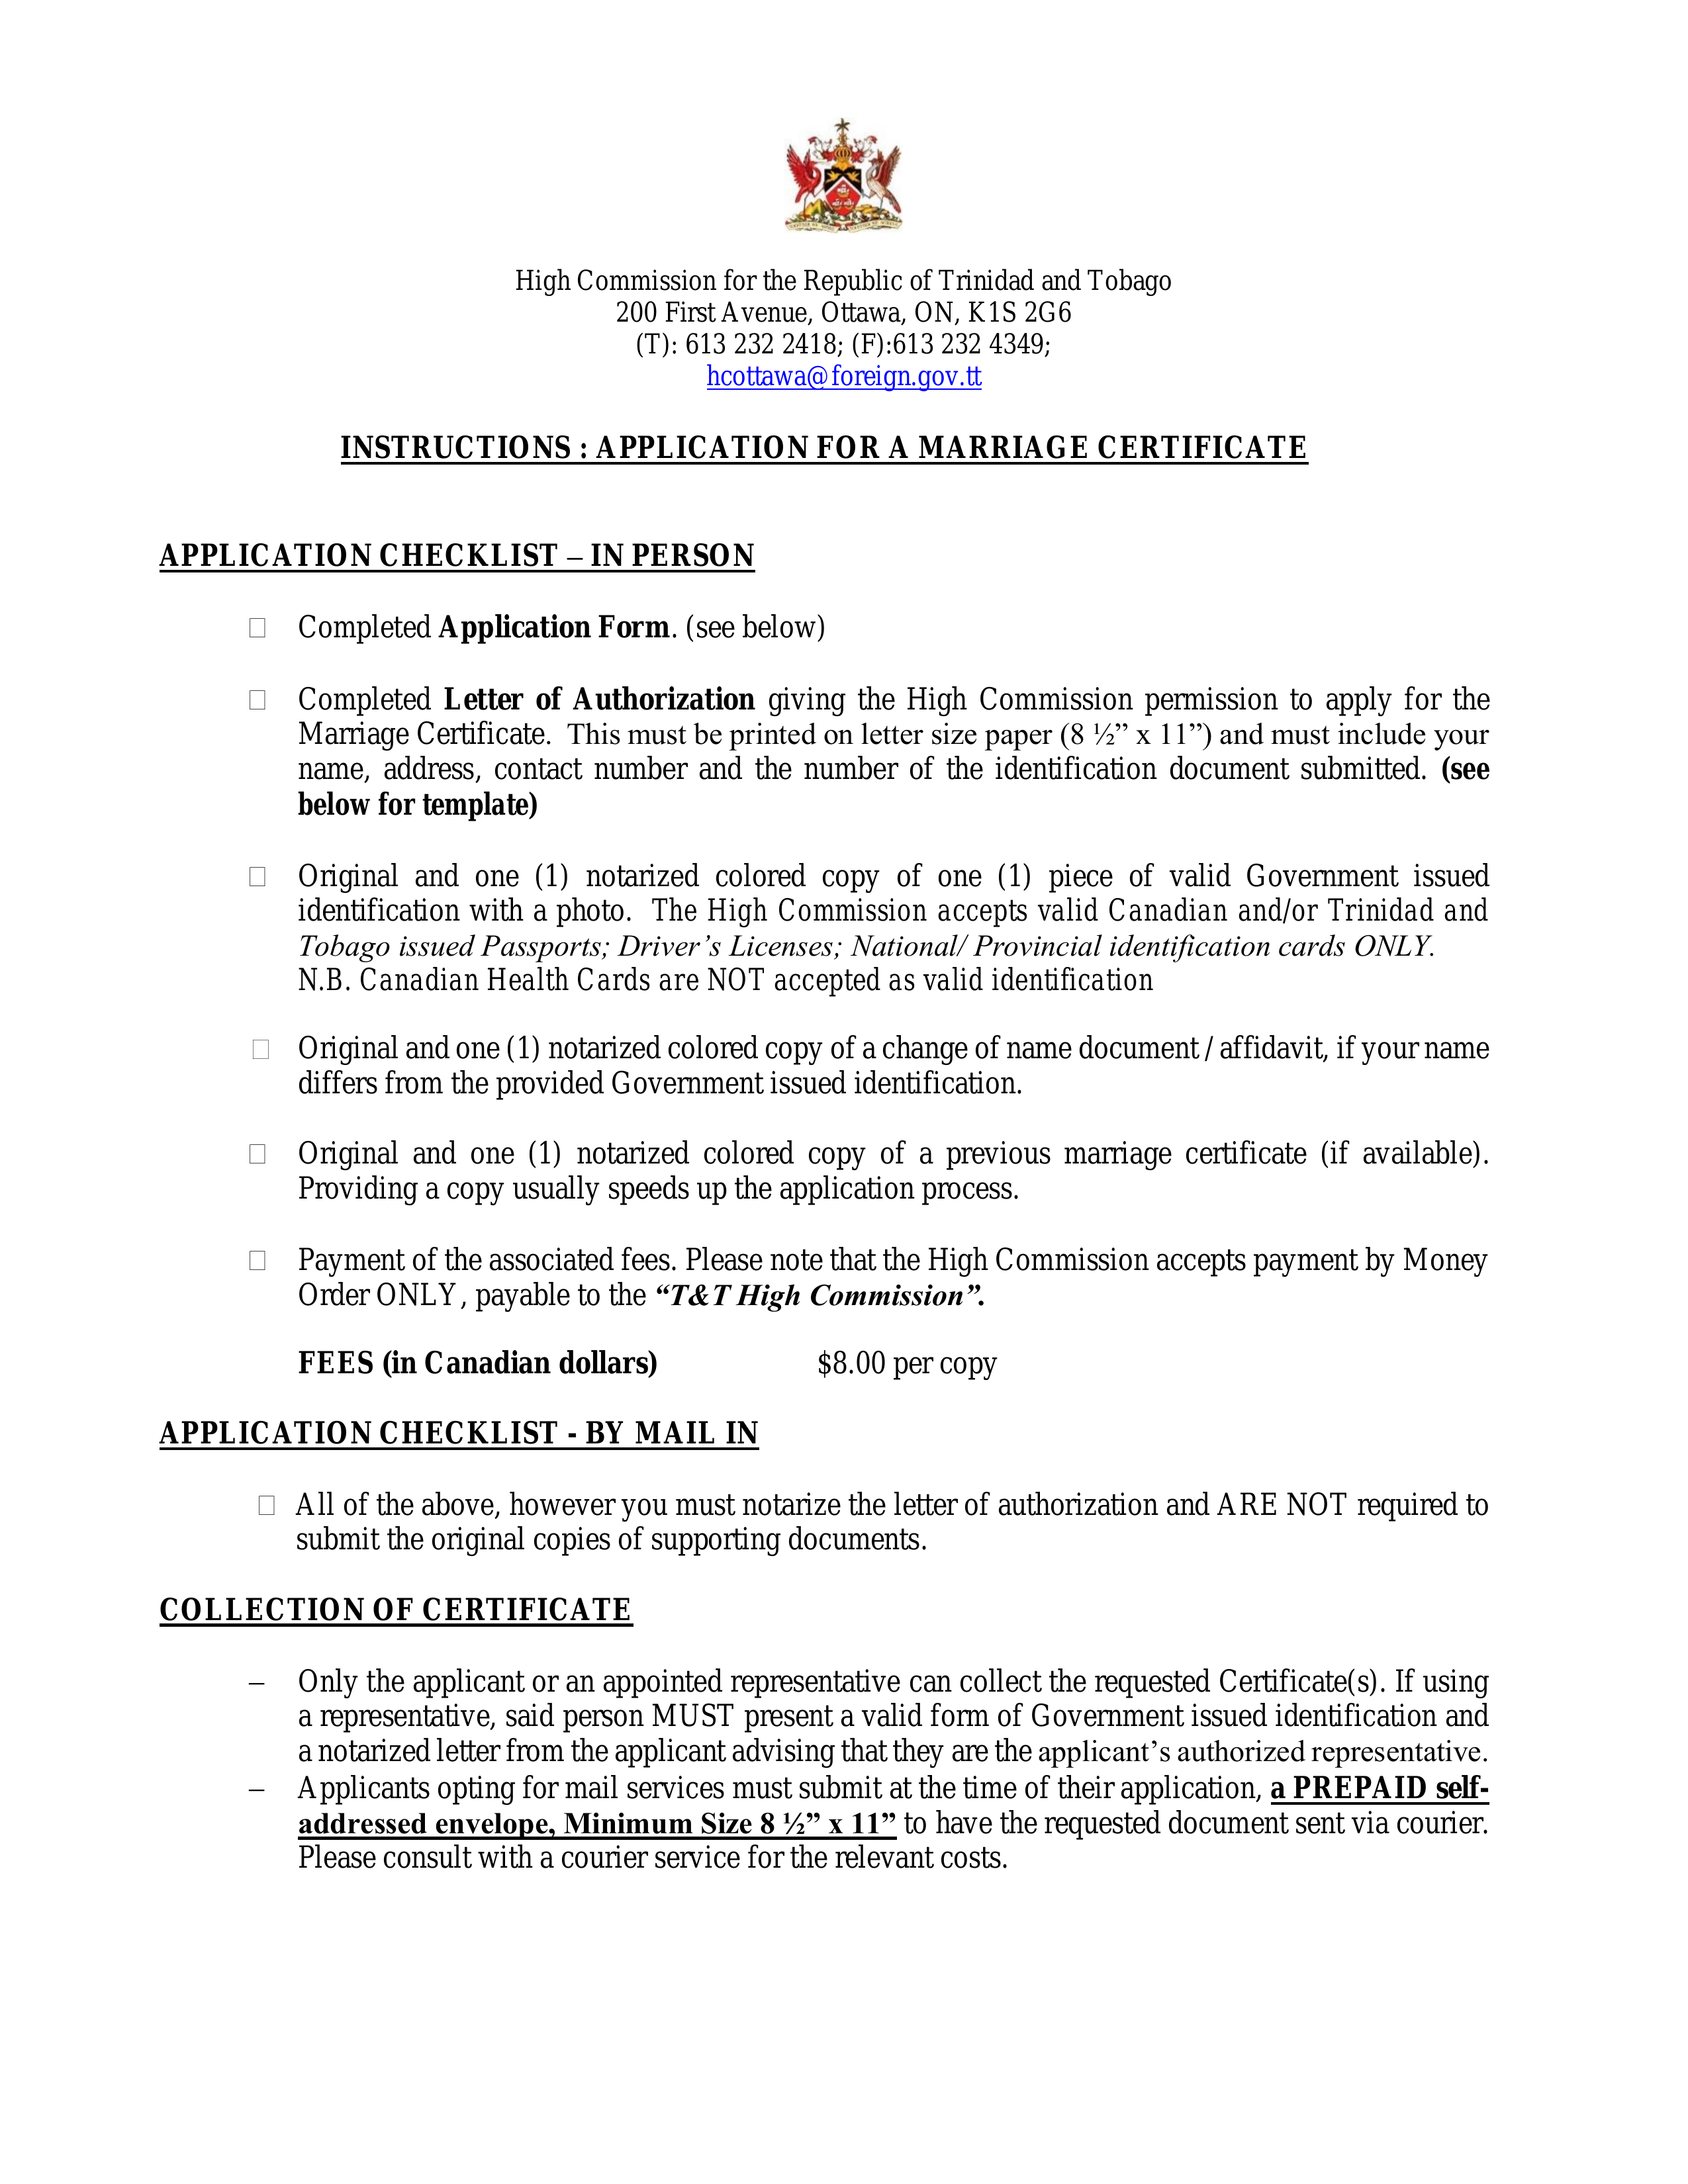 High Commission for the Republic of Trinidad and Tobago
200 First Avenue, Ottawa, ON, K1S 2G6
(T): 613 232 2418; (F):613 232 4349;
hcottawa@foreign.gov.tt
INSTRUCTIONS : APPLICATION FOR A MARRIAGE CERTIFICATE
APPLICATION CHECKLIST – IN PERSON
Completed Application Form. (see below)
Completed Letter of Authorization giving the High Commission permission to apply for the
Marriage Certificate. This must be printed on letter size paper (8 ½” x 11”) and must include your
name, address, contact number and the number of the identification document submitted. (see
below for template)
Original and one (1) notarized colored copy of one (1) piece of valid Government issued
identification with a photo. The High Commission accepts valid Canadian and/or Trinidad and
Tobago issued Passports; Driver’s Licenses; National/ Provincial identification cards ONLY.
N.B. Canadian Health Cards are NOT accepted as valid identification
Original and one (1) notarized colored copy of a change of name document / affidavit, if your name
differs from the provided Government issued identification.
Original and one (1) notarized colored copy of a previous marriage certificate (if available).
Providing a copy usually speeds up the application process.
Payment of the associated fees. Please note that the High Commission accepts payment by Money
Order ONLY, payable to the “T&T High Commission”.
FEES (in Canadian dollars) $8.00 per copy
APPLICATION CHECKLIST - BY MAIL IN
All of the above, however you must notarize the letter of authorization and ARE NOT required to
submit the original copies of supporting documents.
COLLECTION OF CERTIFICATE
– Only the applicant or an appointed representative can collect the requested Certificate(s). If using
a representative, said person MUST present a valid form of Government issued identification and
a notarized letter from the applicant advising that they are the applicant’s authorized representative.
– Applicants opting for mail services must submit at the time of their application, a PREPAID self-
addressed envelope, Minimum Size 8 ½” x 11” to have the requested document sent via courier.
Please consult with a courier service for the relevant costs.